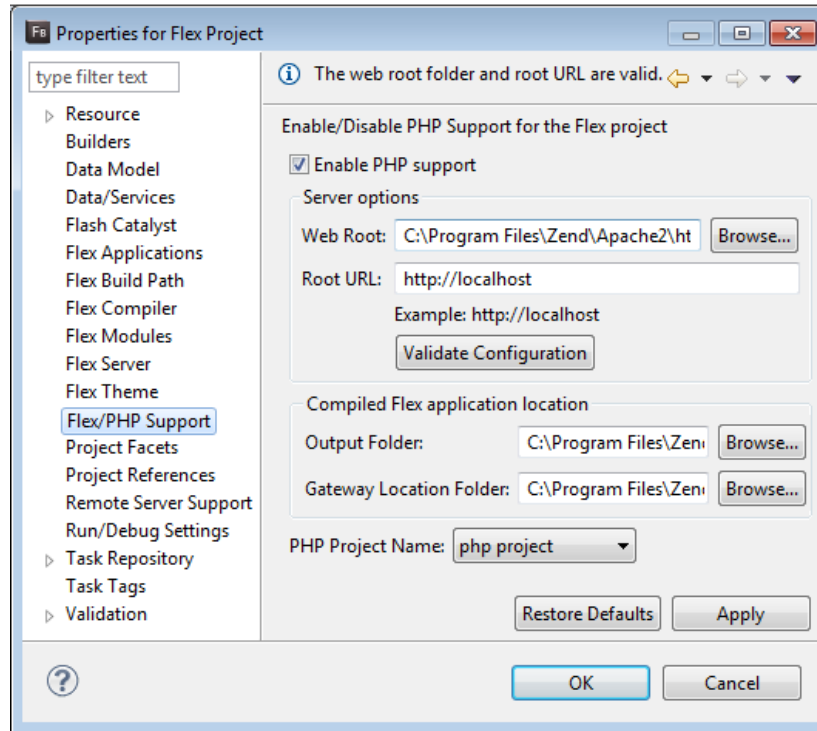 FB Properties for Flex Project
type filter text
Resource
Builders
Data Model
Data/Services
Flash Catalyst
Flex Applications
Flex Build Path
Flex Compiler
Flex Modules
Flex Server
Flex Theme
Flex/PHP Support
Project Facets
Project References
Remote Server Support
Run/Debug Settings
Task Repository
Task Tags
Validation
The web root folder and root URL are valid.
Enable/Disable PHP Support for the Flex project
Enable PHP support
Server options
Web Root: C:\Program Files\Zend\Apache2\ht Browse...
Root URL: http://localhost
Example: http://localhost
Validate Configuration
Compiled Flex application location
Output Folder: C:\Program Files\Zen Browse...
Gateway Location Folder: C:\Program Files\Zen Browse...
PHP Project Name: php project
Restore Defaults Apply
? OK Cancel